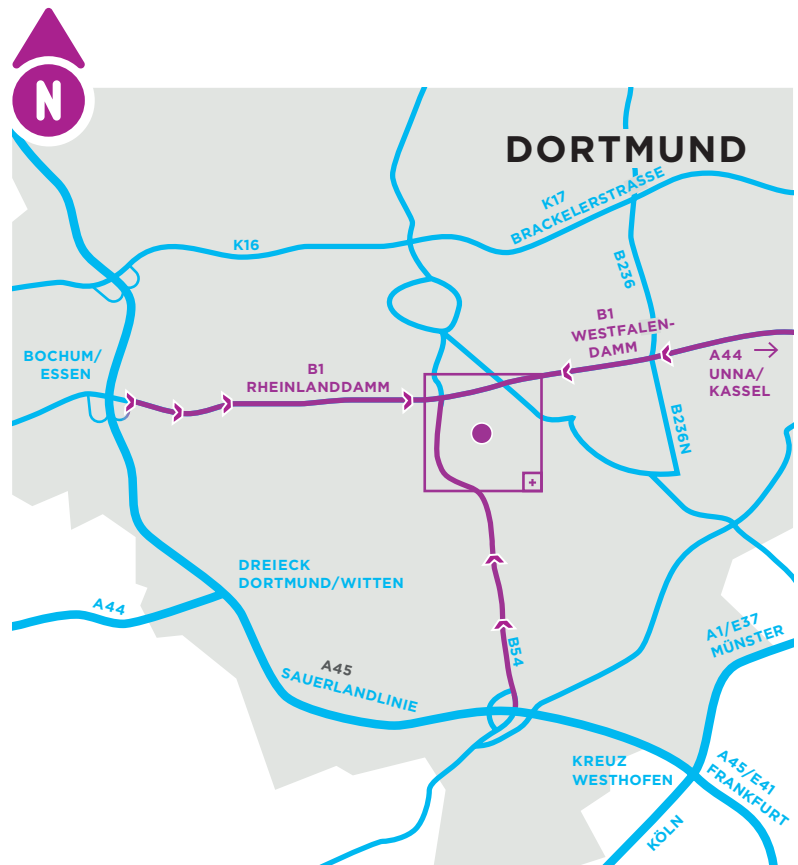 N
DORTMUND
K17
BRACKELERSTRASSE
K16
B236
B1
WESTFALEN-
DAMM
BOCHUM/
ESSEN
B1
RHEINLANDDAMM
A44 →
UNNA/
KASSEL
B236N
+
DREIECK
DORTMUND/WITTEN
A44
A1/E37
MÜNSTER
B54
A45
SAUERLANDLINIE
KREUZ
WESTHOFEN
A45/E41
FRANKFURT
KÖLN